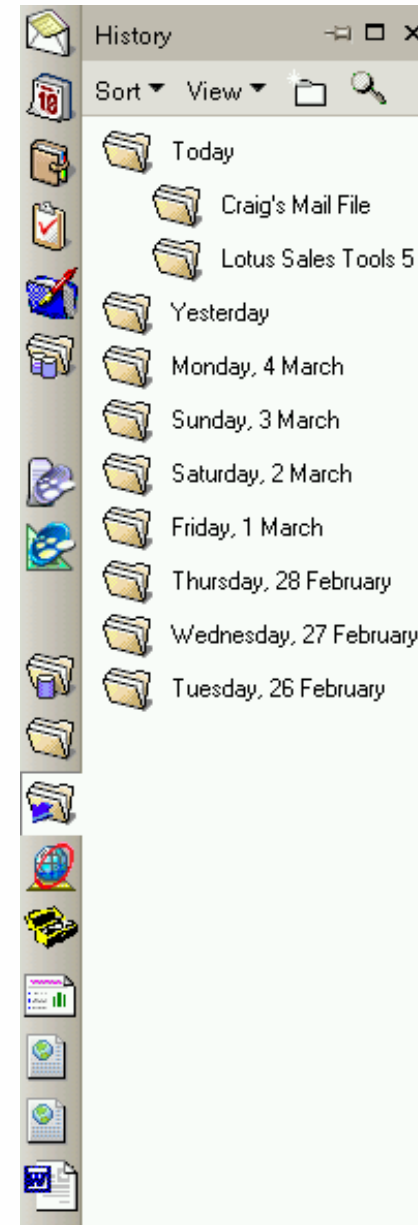 History
Sort View
Today
Craig's Mail File
Lotus Sales Tools 5
Yesterday
Monday, 4 March
Sunday, 3 March
Saturday, 2 March
Friday, 1 March
Thursday, 28 February
Wednesday, 27 February
Tuesday, 26 February
10
W